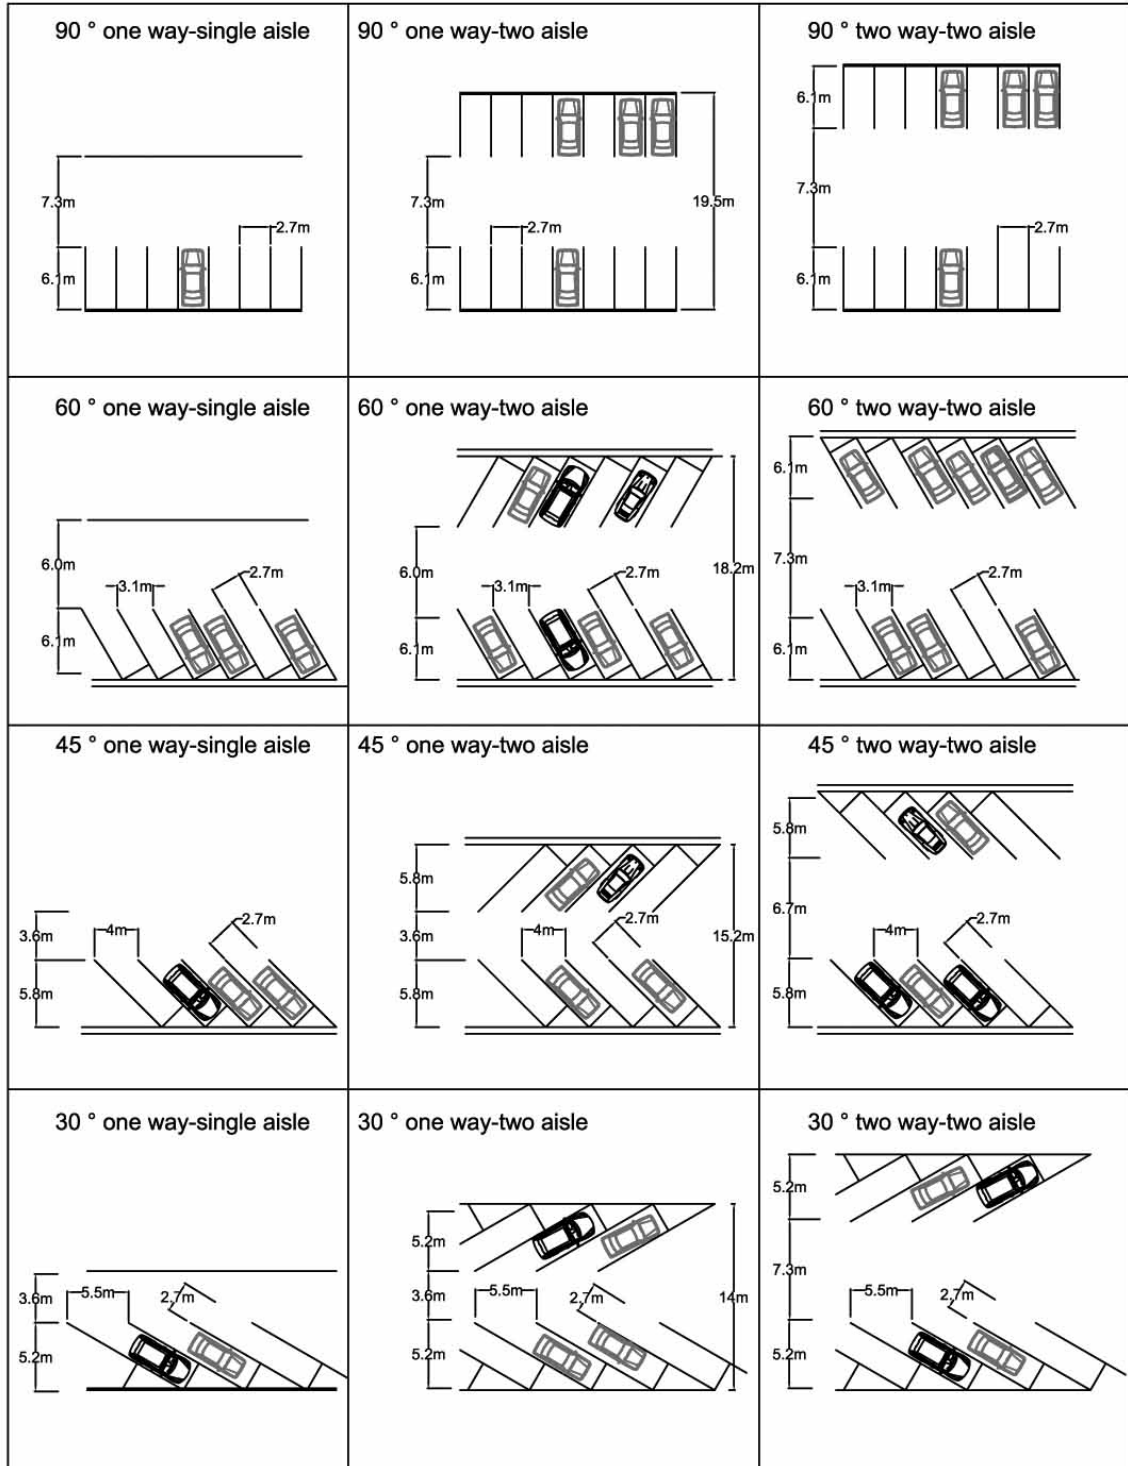 90 ° one way-single aisle
7.3m
2.7m
6.1m
90 ° one way-two aisle
7.3m
19.5m
2.7m
6.1m
90 ° two way-two aisle
6.1m
7.3m
2.7m
6.1m
60 ° one way-single aisle
6.0m
3.1m
2.7m
6.1m
60 ° one way-two aisle
6.0m
18.2m
3.1m
2.7m
6.1m
60 ° two way-two aisle
6.1m
7.3m
3.1m
2.7m
6.1m
45 ° one way-single aisle
3.6m
4m
2.7m
5.8m
45 ° one way-two aisle
5.8m
3.6m
4m
2.7m
15.2m
5.8m
45 ° two way-two aisle
5.8m
6.7m
4m
2.7m
5.8m
30 ° one way-single aisle
3.6m
5.5m
2.7m
5.2m
30 ° one way-two aisle
5.2m
3.6m
5.5m
2.7m
14m
5.2m
30 ° two way-two aisle
5.2m
7.3m
5.5m
2.7m
5.2m